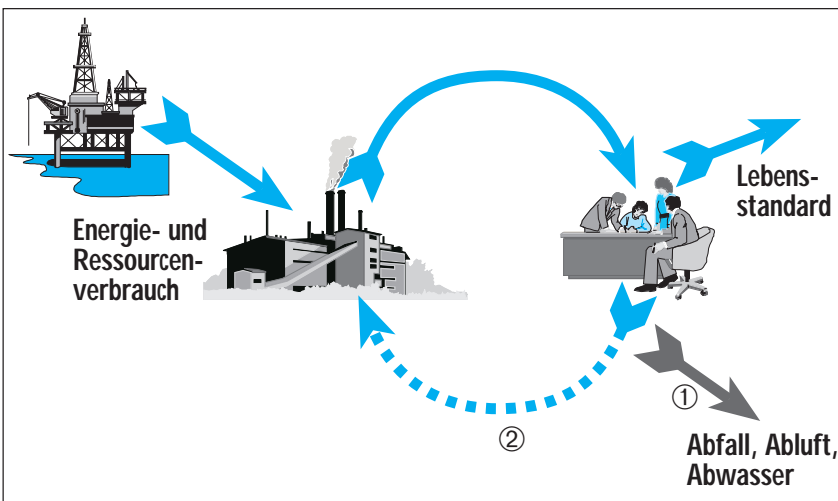 Energie- und
Ressourcen-
verbrauch
Lebens-
standard
①
②
Abfall, Abluft,
Abwasser